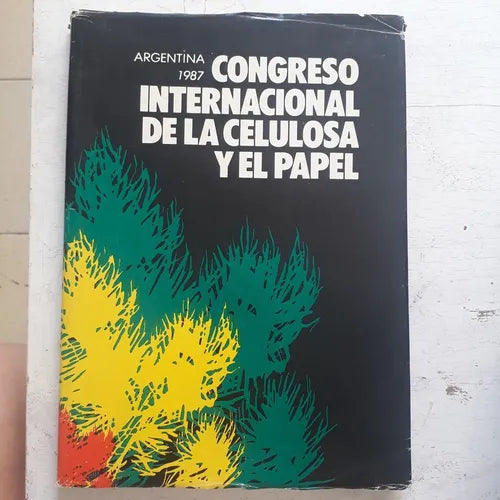 ARGENTINA
1987
CONGRESO
INTERNACIONAL
DE LA CELULOSA
Y EL PAPEL